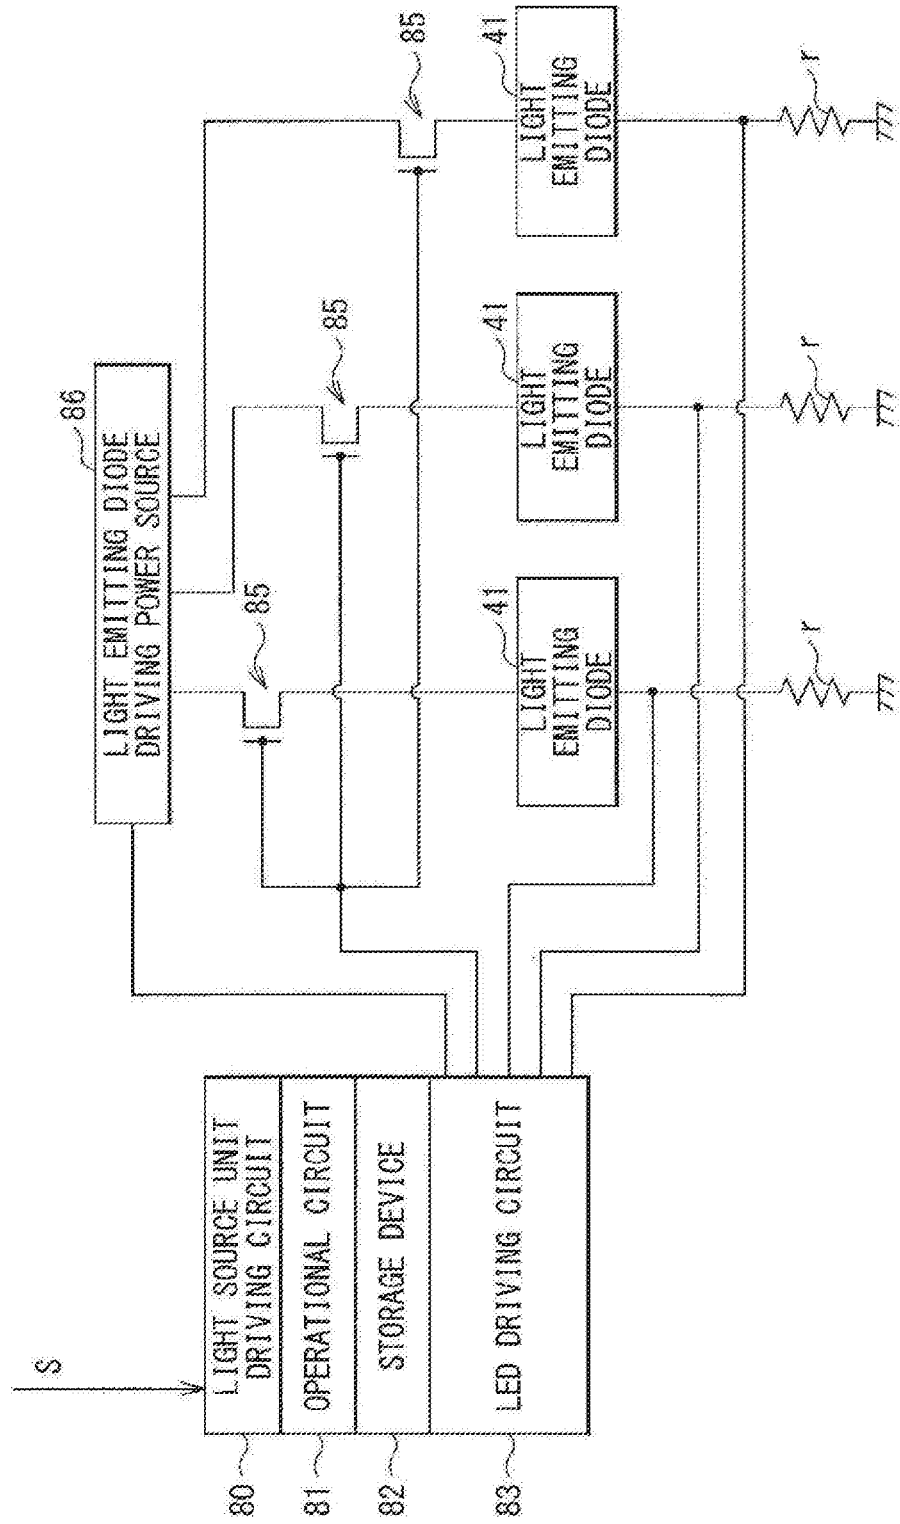 S
80
LIGHT SOURCE UNIT
DRIVING CIRCUIT
81
OPERATIONAL CIRCUIT
82
STORAGE DEVICE
83
LED DRIVING CIRCUIT
86
LIGHT EMITTING DIODE
DRIVING POWER SOURCE
85
85
85
41
LIGHT
EMITTING
DIODE
41
LIGHT
EMITTING
DIODE
41
LIGHT
EMITTING
DIODE
r
r
r